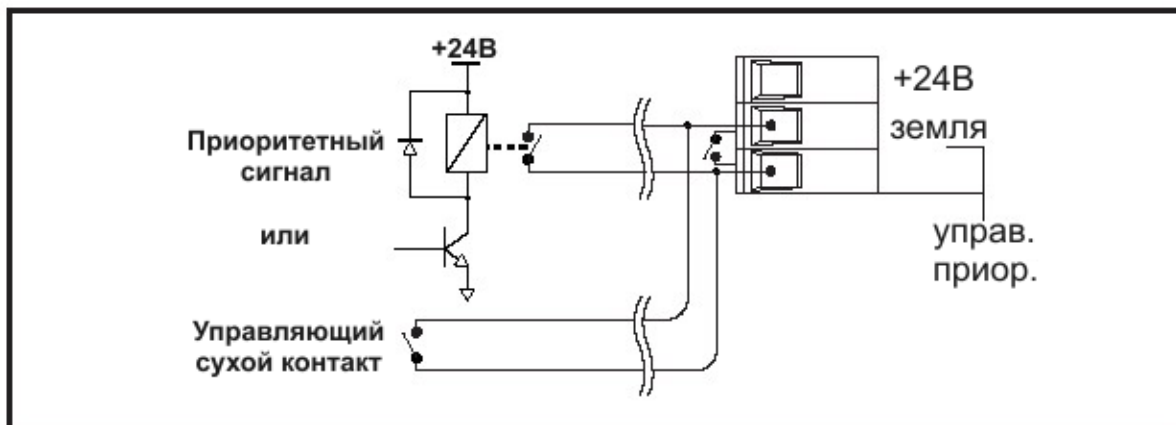 +24В
Приоритетный
сигнал
или
Управляющий
сухой контакт
+24В
земля
управ.
приор.